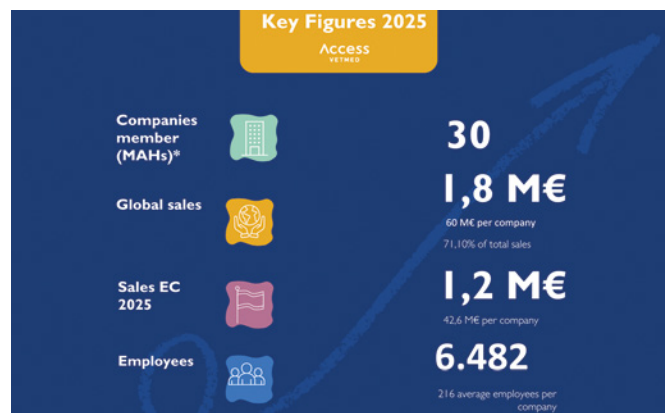 Key Figures 2025
Access
VETMED
Companies
member
(MAHs)*
30
Global sales
1,8 M€
60 M€ per company
71,10% of total sales
Sales EC
2025
1,2 M€
42,6 M€ per company
Employees
6.482
216 average employees per
company